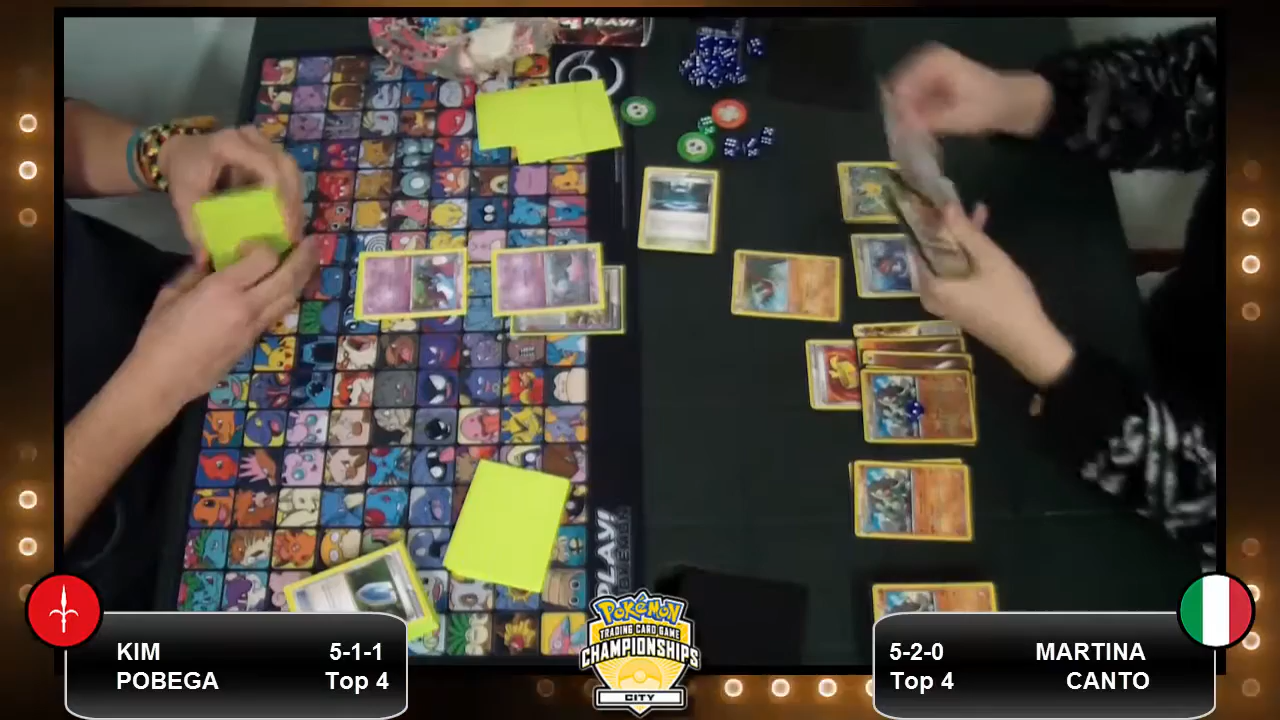 PLAY!
PLAY!
KIM
POBEGA
5-1-1
Top 4
Pokémon
TRADING CARD GAME
CHAMPIONSHIPS
CITY
5-2-0
Top 4
MARTINA
CANTO